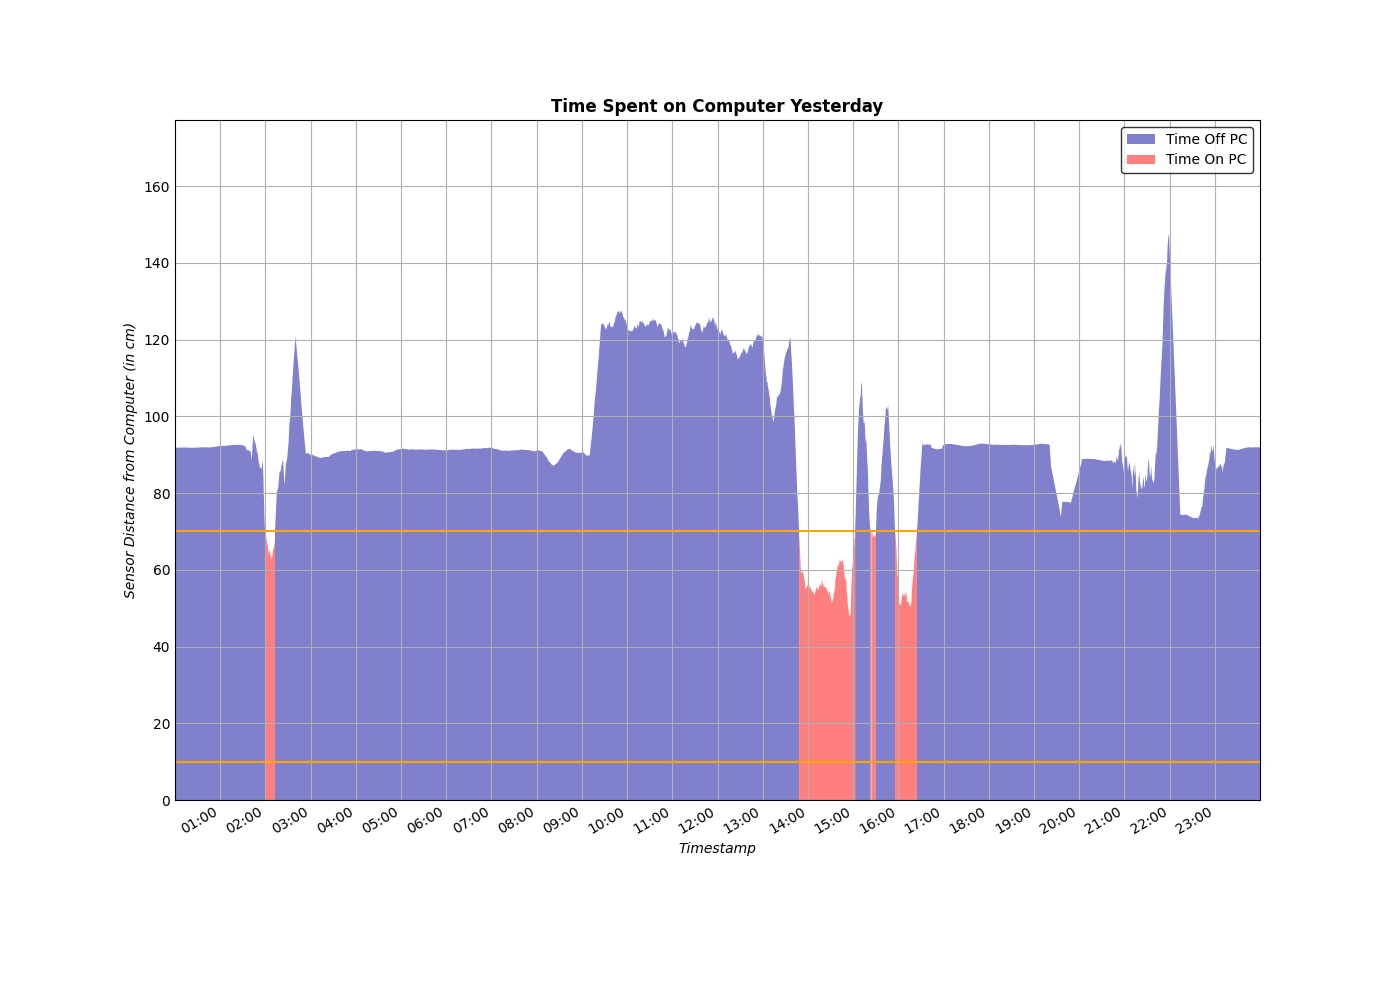 Time Spent on Computer Yesterday
Time Off PC
Time On PC
160
140
120
100
80
60
40
20
0
Sensor Distance from Computer (in cm)
01:00 02:00 03:00 04:00 05:00 06:00 07:00 08:00 09:00 10:00 11:00 12:00 13:00 14:00 15:00 16:00 17:00 18:00 19:00 20:00 21:00 22:00 23:00
Timestamp